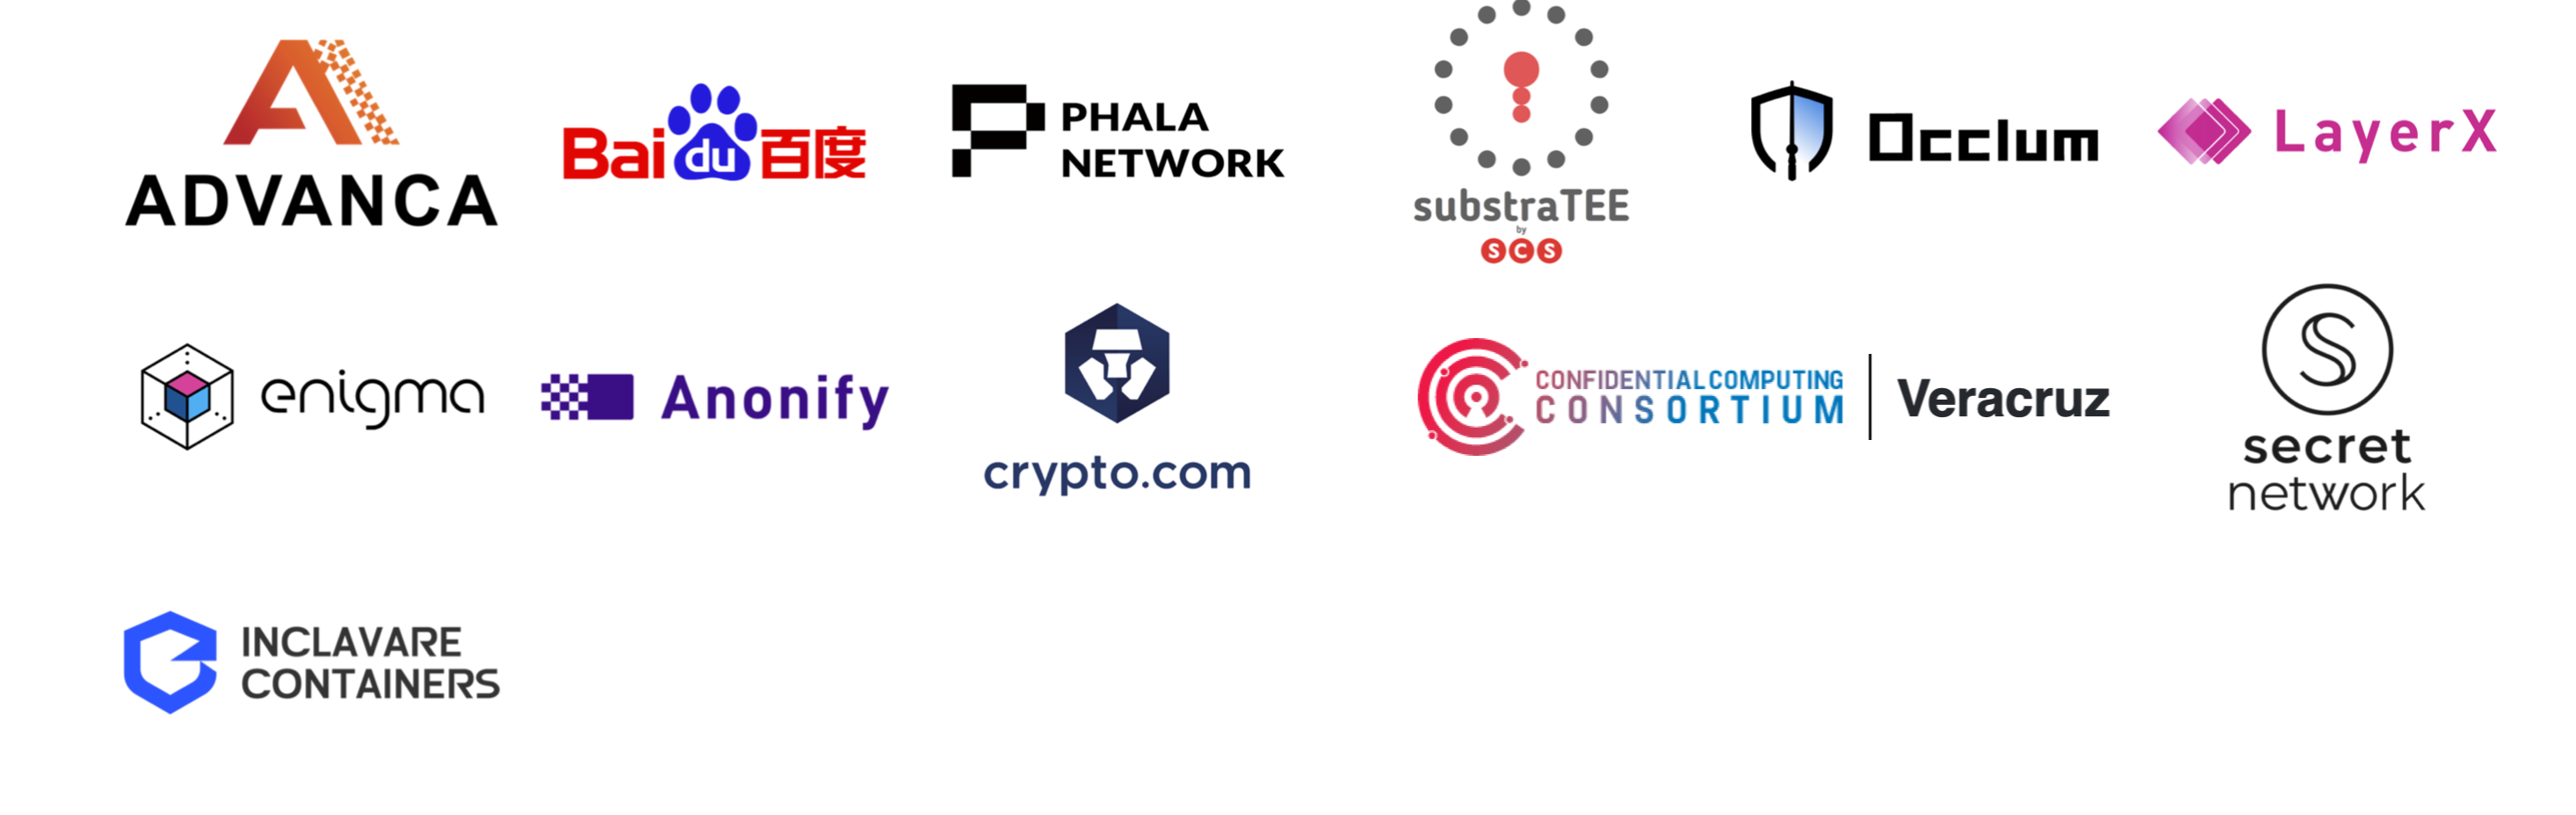 ADVANCA
Bai du 百度
PHALA
NETWORK
substraTEE
by
SCS
Occlum
LayerX
enigma
Anonify
crypto.com
CONFIDENTIAL COMPUTING
CONSORTIUM
Veracruz
S
secret
network
INCLAVARE
CONTAINERS